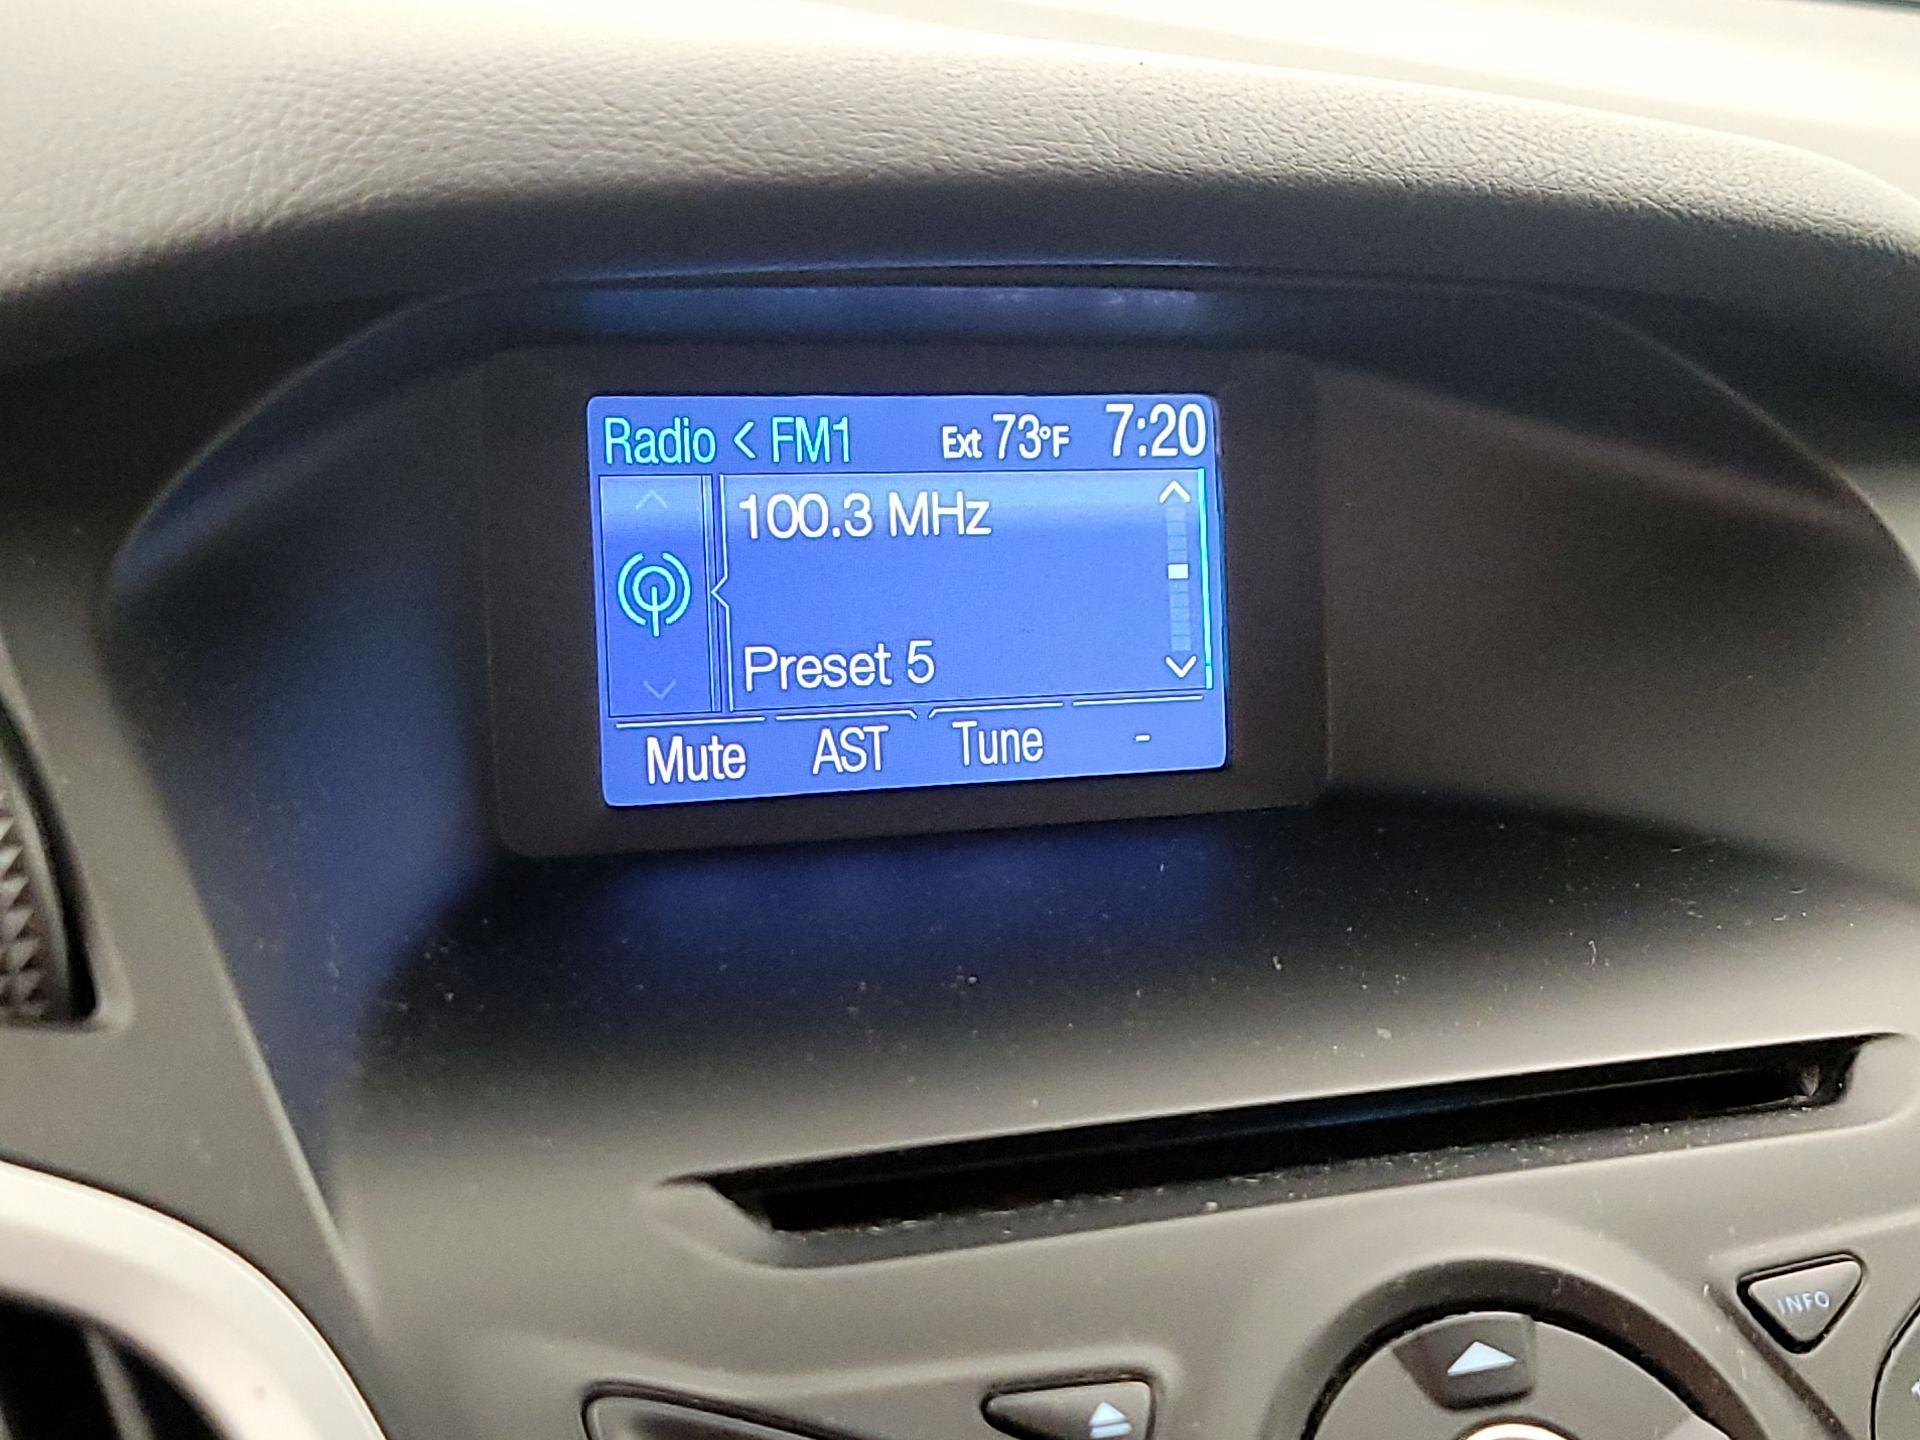 Radio < FM1 Ext 73°F 7:20
100.3 MHz
Preset 5
Mute AST Tune -
INFO